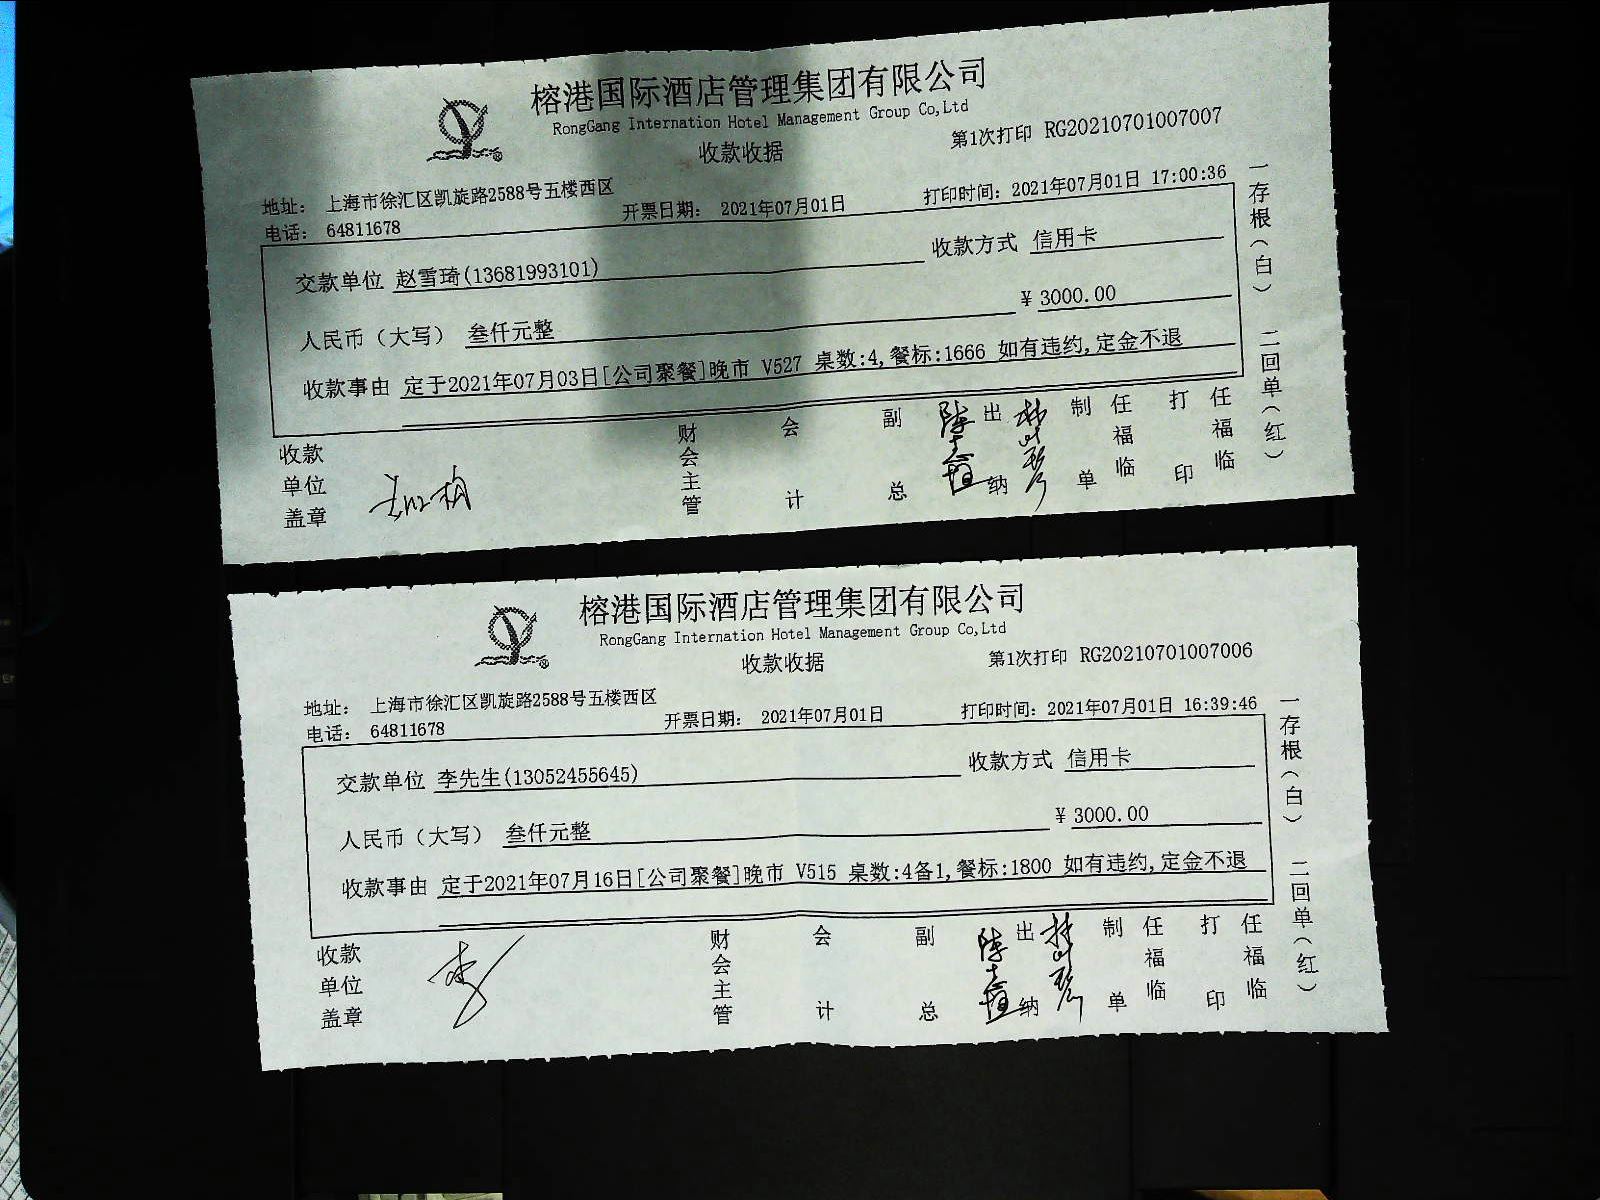 榕港国际酒店管理集团有限公司
RongGang Internation Hotel Management Group Co,Ltd
收款收据
第1次打印 RG20210701007007
地址： 上海市徐汇区凯旋路2588号五楼西区
电话： 64811678
开票日期： 2021年07月01日
打印时间：2021年07月01日 17:00:36
交款单位 赵雪琦(13681993101)
收款方式 信用卡
人民币（大写） 叁仟元整
¥ 3000.00
收款事由 定于2021年07月03日[公司聚餐]晚市 V527 桌数:4,餐标:1666 如有违约,定金不退
收款单位盖章
财会主管
会计
副总
出纳
制单 任福临
打印 任福临
一存根（白） 二回单（红）
榕港国际酒店管理集团有限公司
RongGang Internation Hotel Management Group Co,Ltd
收款收据
第1次打印 RG20210701007006
地址： 上海市徐汇区凯旋路2588号五楼西区
电话： 64811678
开票日期： 2021年07月01日
打印时间：2021年07月01日 16:39:46
交款单位 李先生(13052455645)
收款方式 信用卡
人民币（大写） 叁仟元整
¥ 3000.00
收款事由 定于2021年07月16日[公司聚餐]晚市 V515 桌数:4备1,餐标:1800 如有违约,定金不退
收款单位盖章 李
财会主管
会计
副总
出纳
制单 任福临
打印 任福临
一存根（白） 二回单（红）